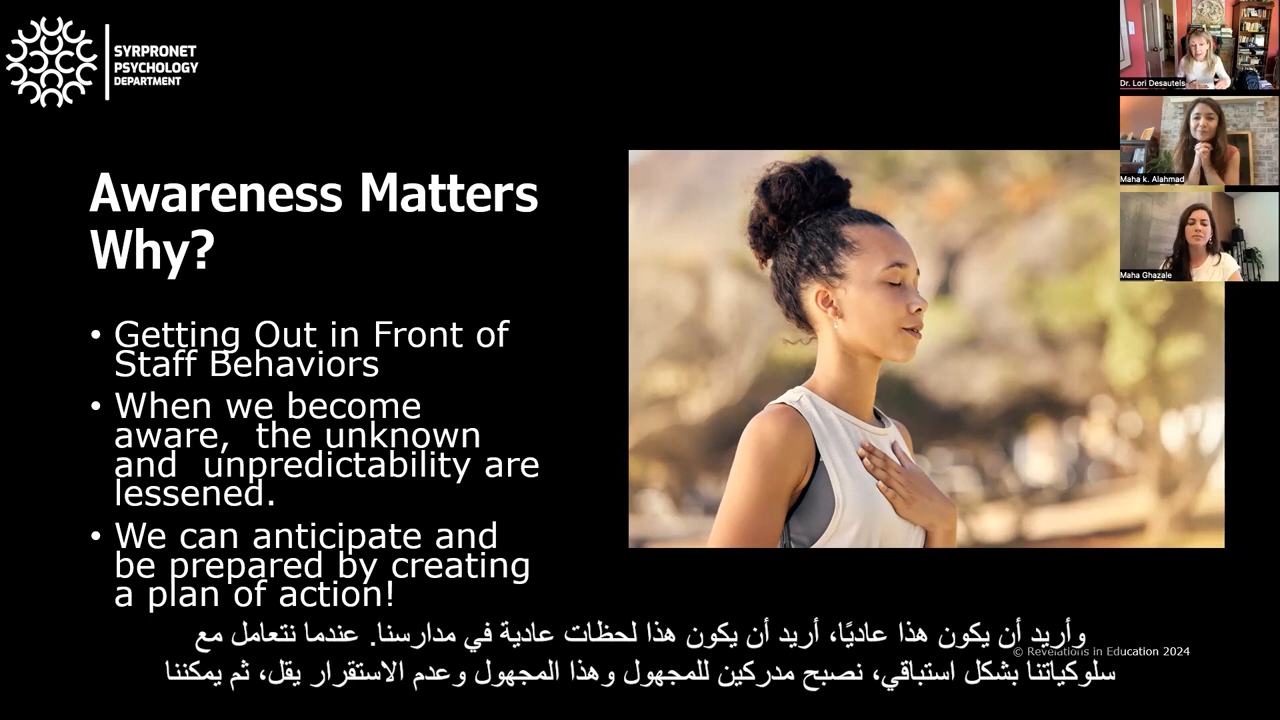 SYRPRONET
PSYCHOLOGY
DEPARTMENT
Dr. Lori Desautels
Maha k. Alahmad
Maha Ghazale
Awareness Matters
Why?
• Getting Out in Front of
Staff Behaviors
• When we become
aware, the unknown
and unpredictability are
lessened.
• We can anticipate and
be prepared by creating
a plan of action!
وأريد أن يكون هذا عاديًا، أريد أن يكون هذا لحظات عادية في مدارسنا. عندما نتعامل مع
© Revelations in Education 2024
سلوكياتنا بشكل استباقي، نصبح مدركين للمجهول وهذا المجهول وعدم الاستقرار يقل، ثم يمكننا